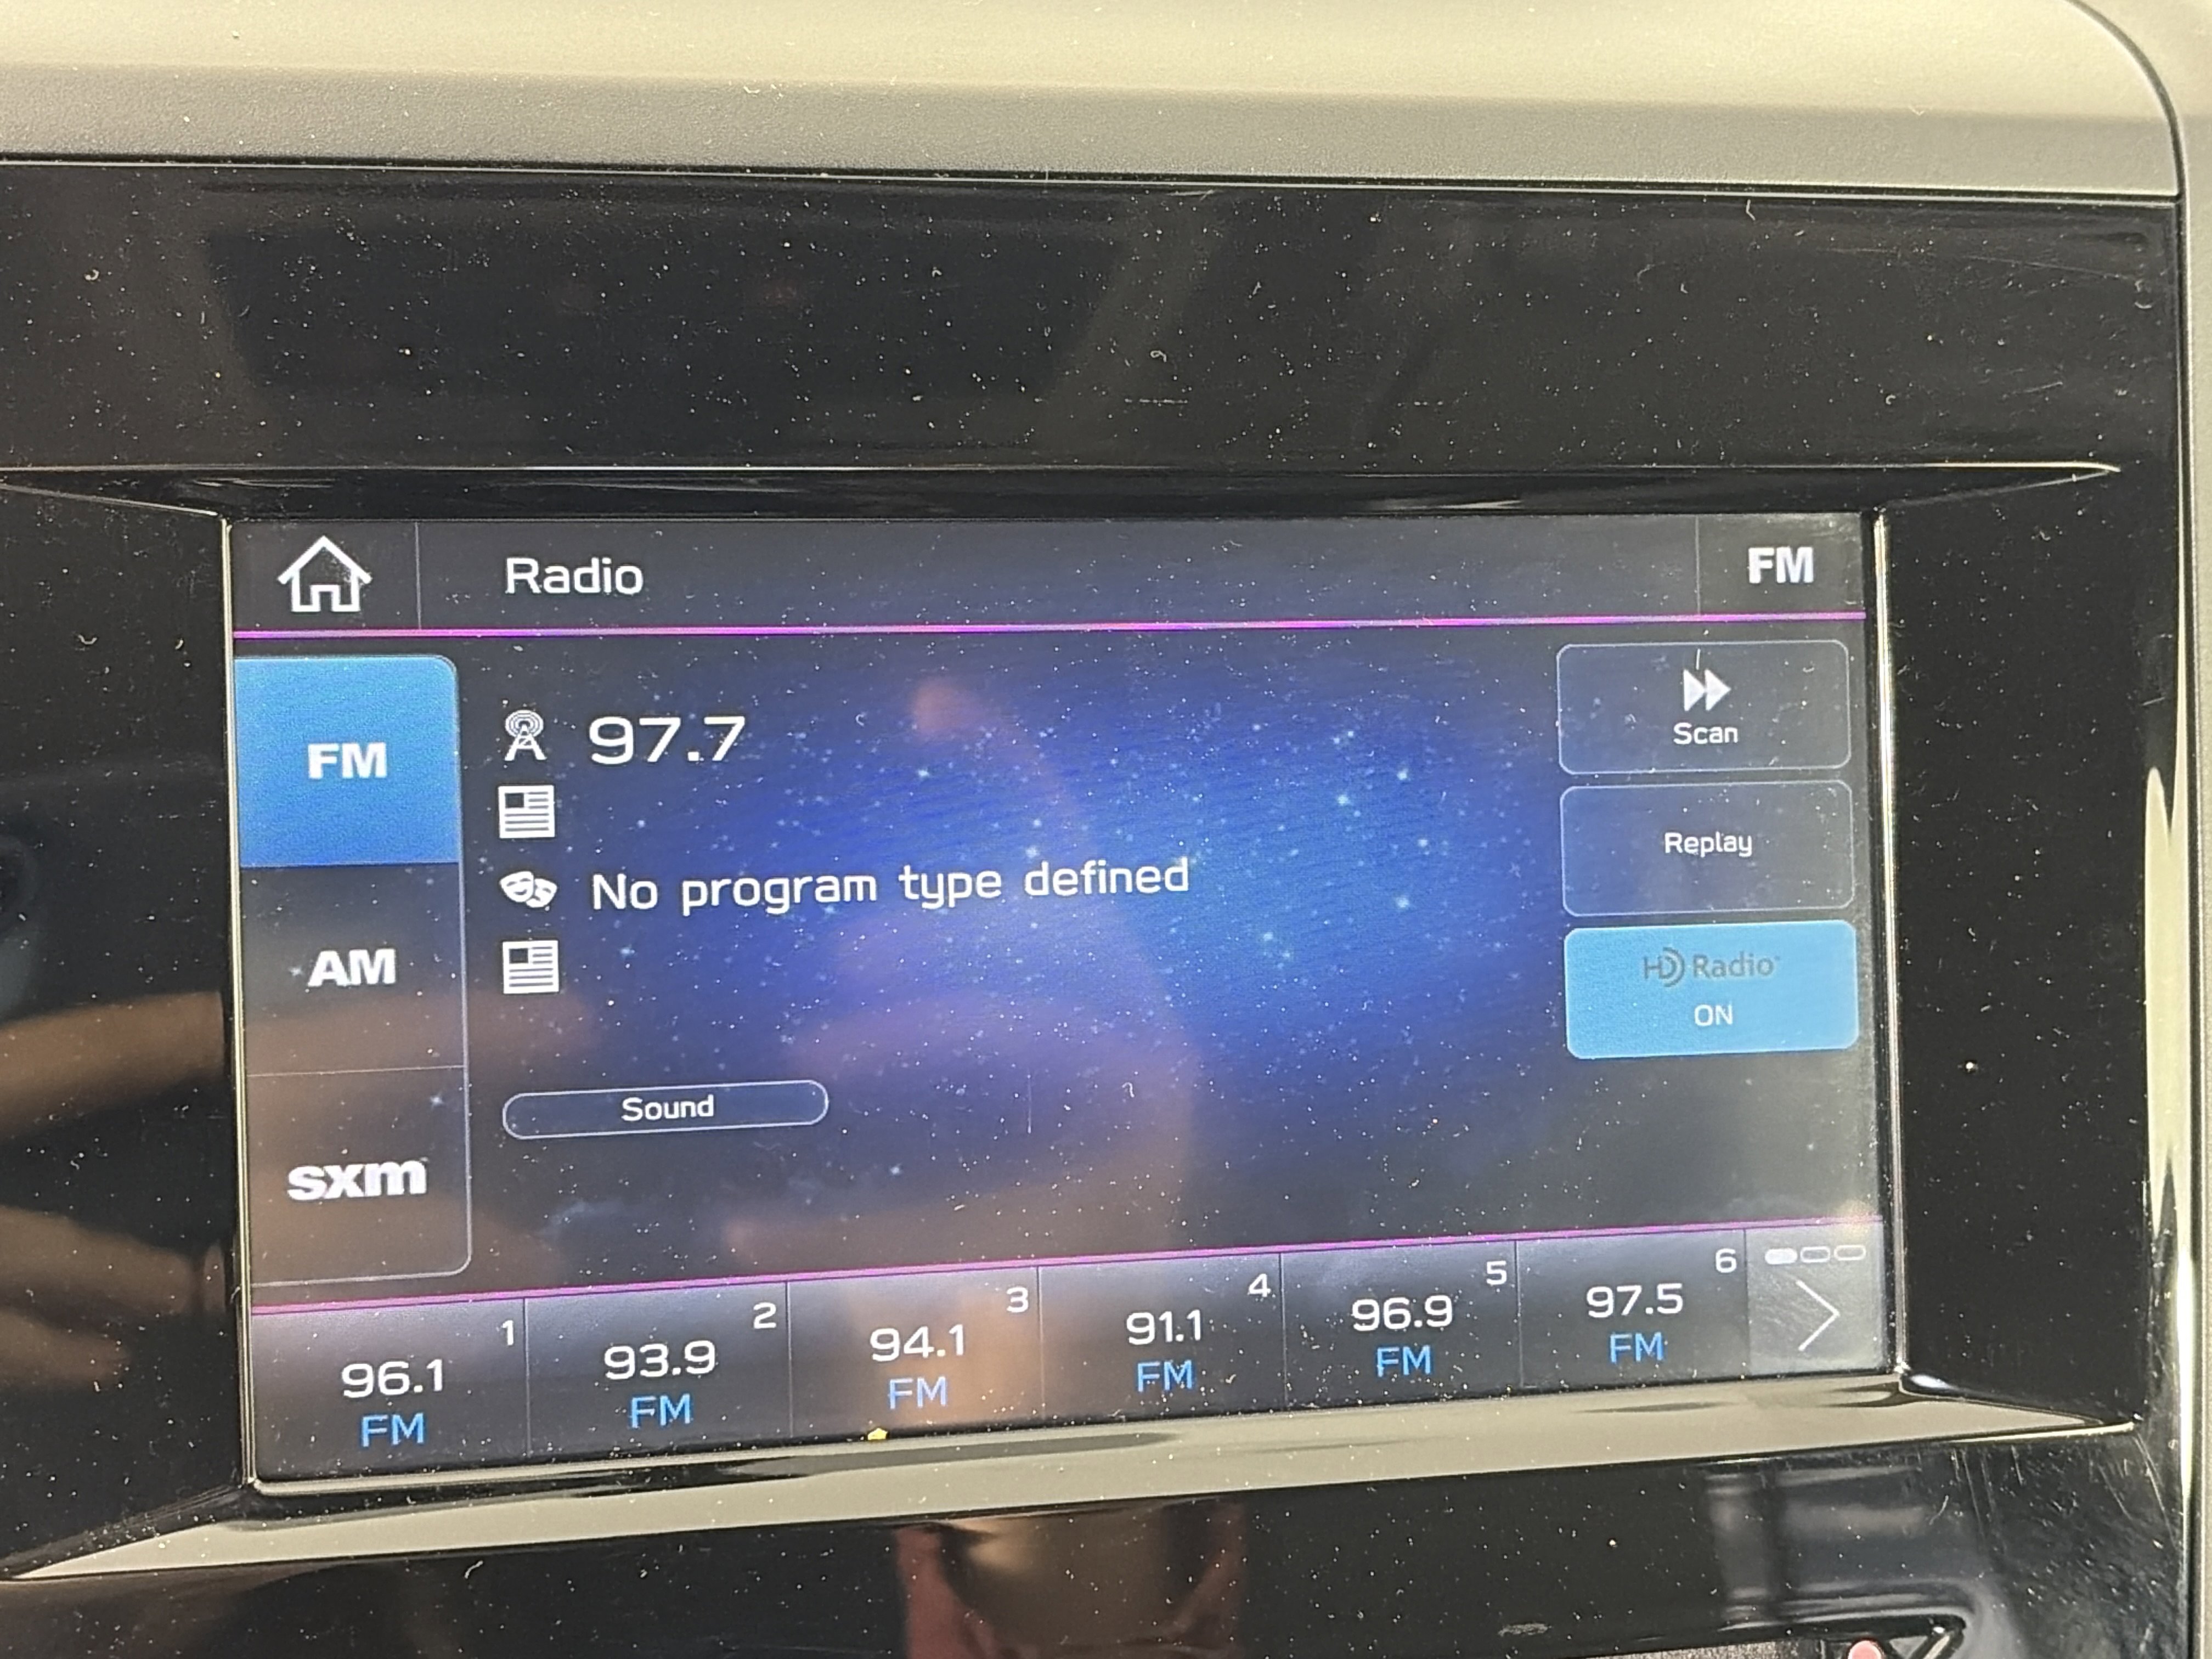 Radio
FM
FM
97.7
Scan
Replay
No program type defined
AM
HD Radio
ON
Sound
sxm
1
96.1
FM
2
93.9
FM
3
94.1
FM
4
91.1
FM
5
96.9
FM
6
97.5
FM